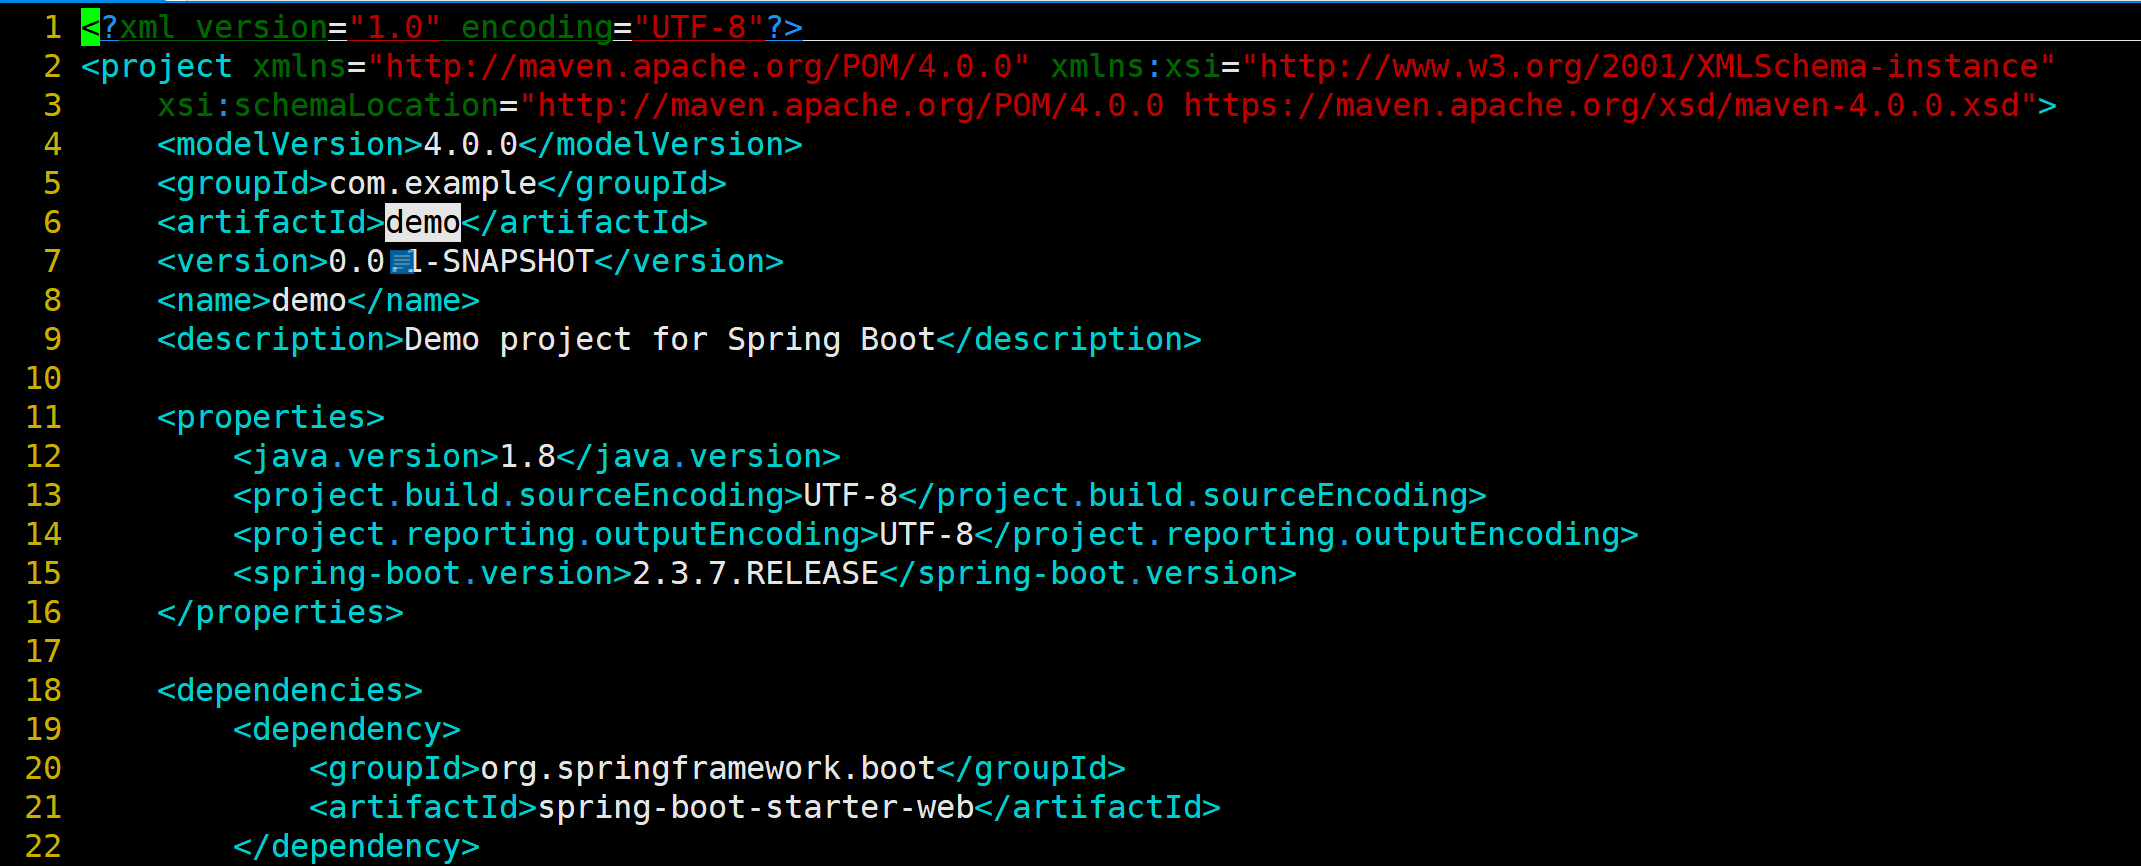 1 <?xml version="1.0" encoding="UTF-8"?>
2 <project xmlns="http://maven.apache.org/POM/4.0.0" xmlns:xsi="http://www.w3.org/2001/XMLSchema-instance"
3     xsi:schemaLocation="http://maven.apache.org/POM/4.0.0 https://maven.apache.org/xsd/maven-4.0.0.xsd">
4     <modelVersion>4.0.0</modelVersion>
5     <groupId>com.example</groupId>
6     <artifactId>demo</artifactId>
7     <version>0.0.1-SNAPSHOT</version>
8     <name>demo</name>
9     <description>Demo project for Spring Boot</description>
10
11     <properties>
12         <java.version>1.8</java.version>
13         <project.build.sourceEncoding>UTF-8</project.build.sourceEncoding>
14         <project.reporting.outputEncoding>UTF-8</project.reporting.outputEncoding>
15         <spring-boot.version>2.3.7.RELEASE</spring-boot.version>
16     </properties>
17
18     <dependencies>
19         <dependency>
20             <groupId>org.springframework.boot</groupId>
21             <artifactId>spring-boot-starter-web</artifactId>
22         </dependency>